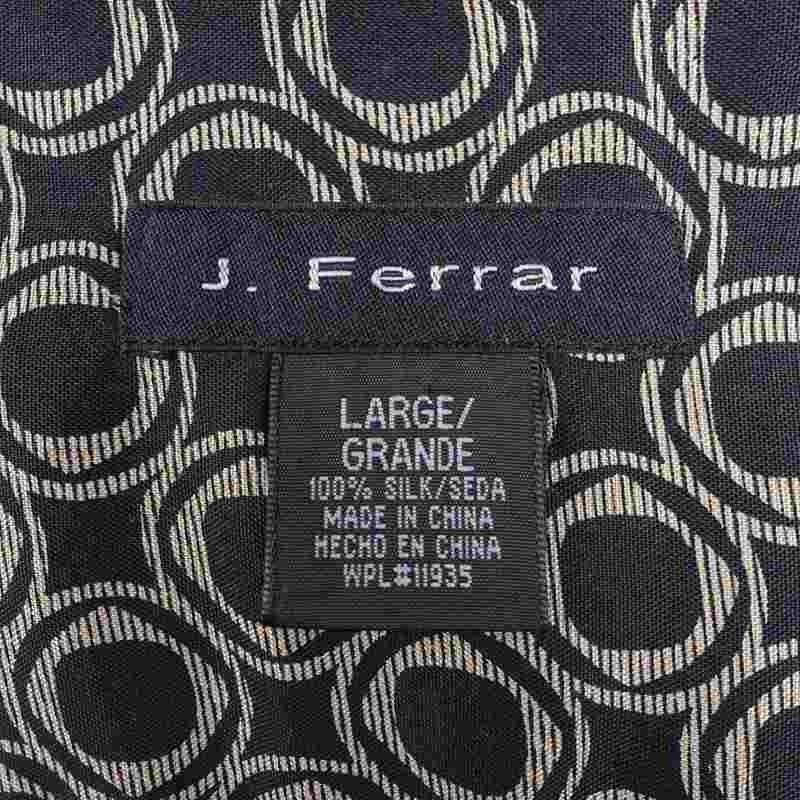 J. Ferrar
LARGE/
GRANDE
100% SILK/SEDA
MADE IN CHINA
HECHO EN CHINA
WPL#11935